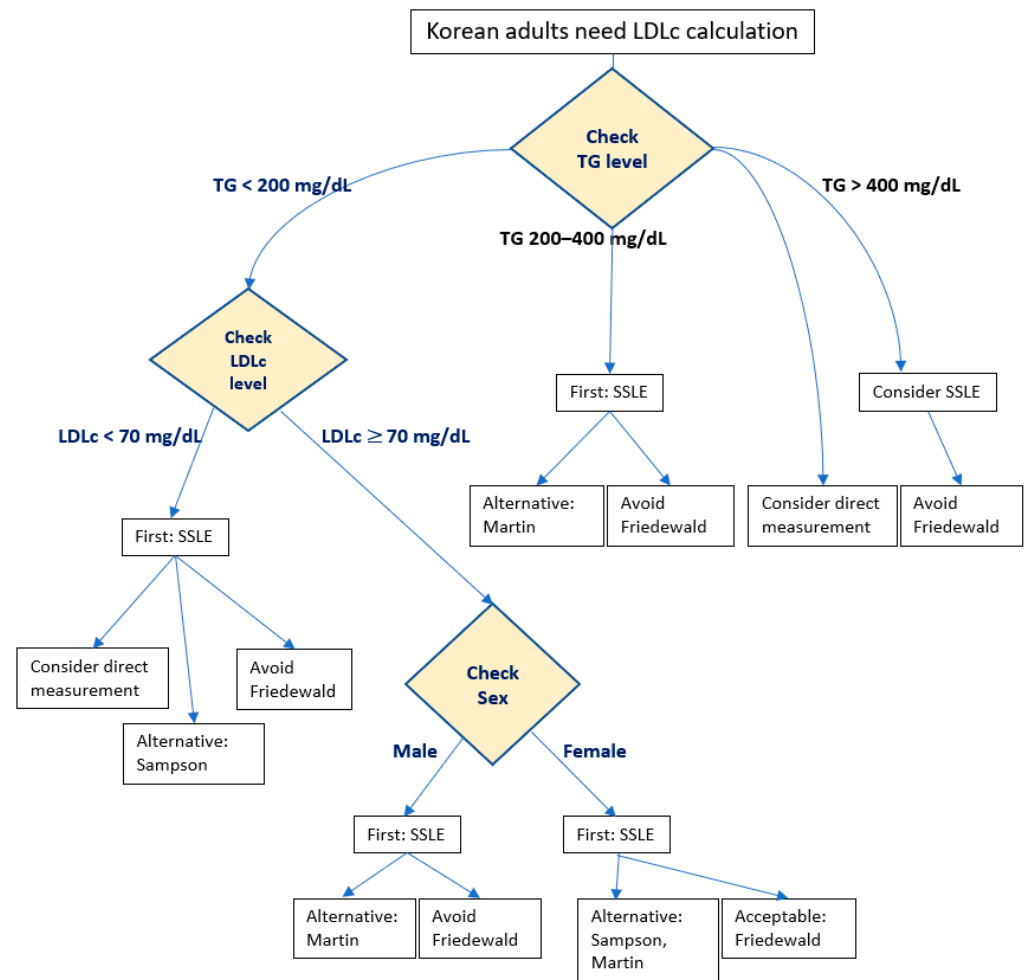 Korean adults need LDLc calculation
Check
TG level
TG < 200 mg/dL
TG > 400 mg/dL
TG 200–400 mg/dL
Check
LDLc
level
First: SSLE
Consider SSLE
LDLc < 70 mg/dL
LDLc ≥ 70 mg/dL
Alternative:
Martin
Avoid
Friedewald
Consider direct
measurement
Avoid
Friedewald
First: SSLE
Consider direct
measurement
Avoid
Friedewald
Alternative:
Sampson
Check
Sex
Male
Female
First: SSLE
First: SSLE
Alternative:
Martin
Avoid
Friedewald
Alternative:
Sampson,
Martin
Acceptable:
Friedewald